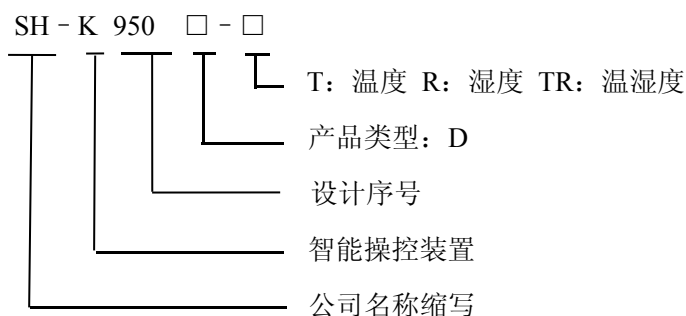 SH-K 950 □-□
T：温度 R：湿度 TR：温湿度
产品类型：D
设计序号
智能操控装置
公司名称缩写